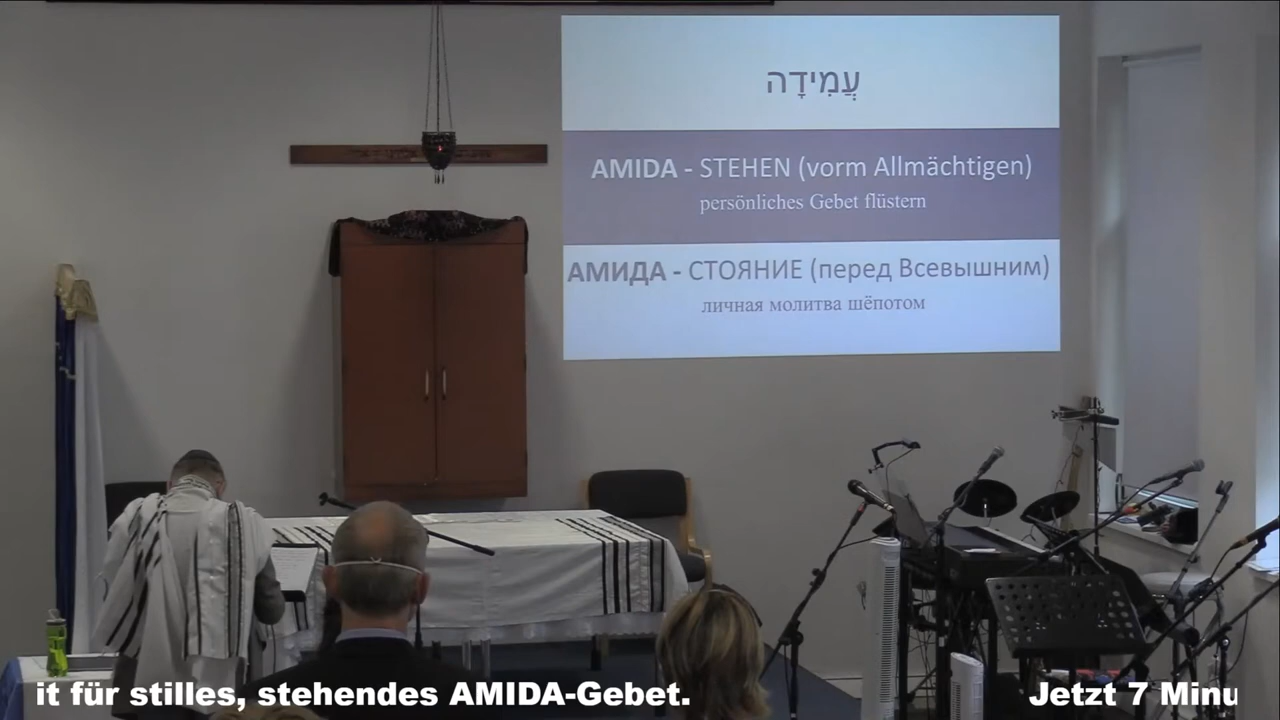 עֲמִידָה
AMIDA - STEHEN (vorm Allmächtigen)
persönliches Gebet flüstern
АМИДА - СТОЯНИЕ (перед Всевышним)
личная молитва шёпотом
it für stilles, stehendes AMIDA-Gebet. Jetzt 7 Minu